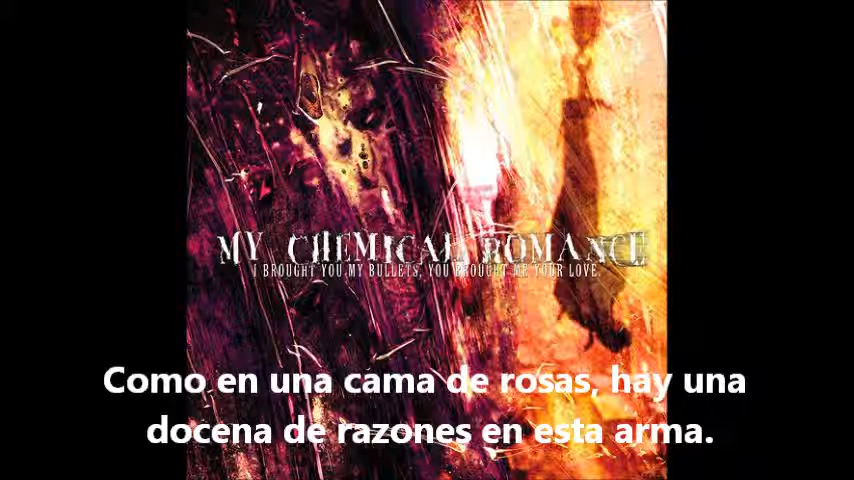 MY CHEMICAL ROMANCE
I BROUGHT YOU MY BULLETS, YOU BROUGHT ME YOUR LOVE
Como en una cama de rosas, hay una
docena de razones en esta arma.